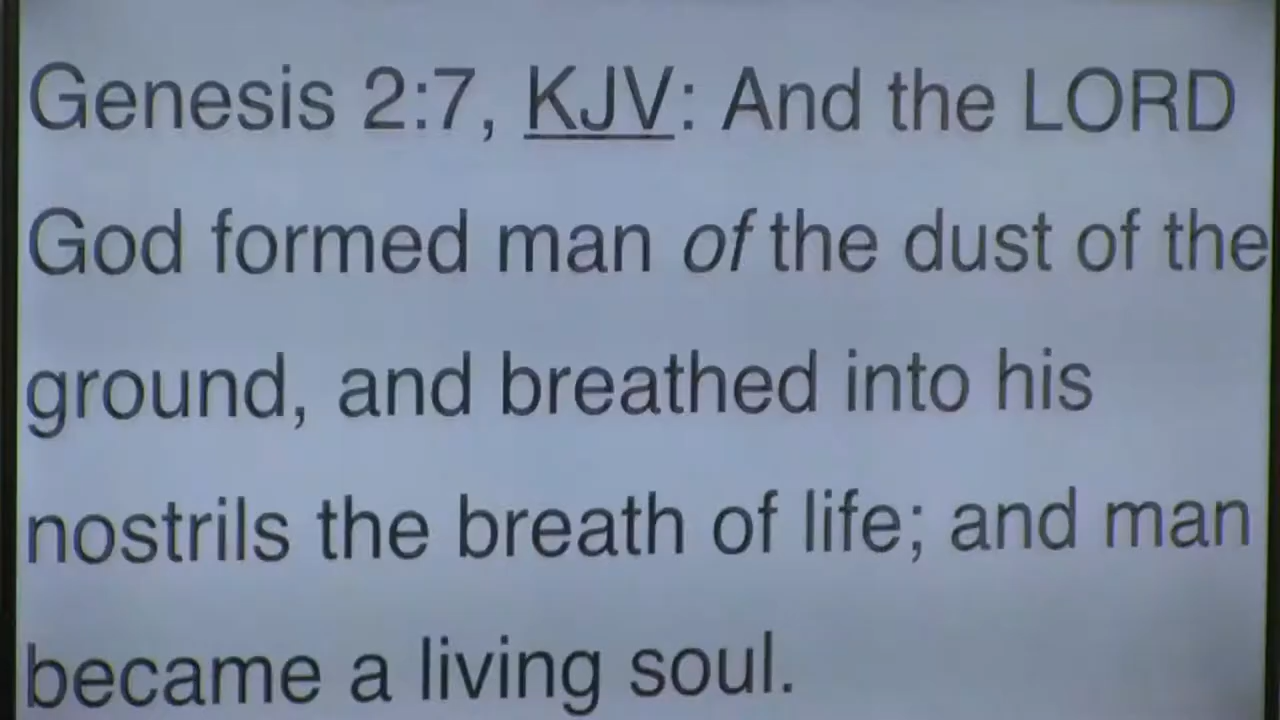 Genesis 2:7, KJV: And the LORD
God formed man of the dust of the
ground, and breathed into his
nostrils the breath of life; and man
became a living soul.